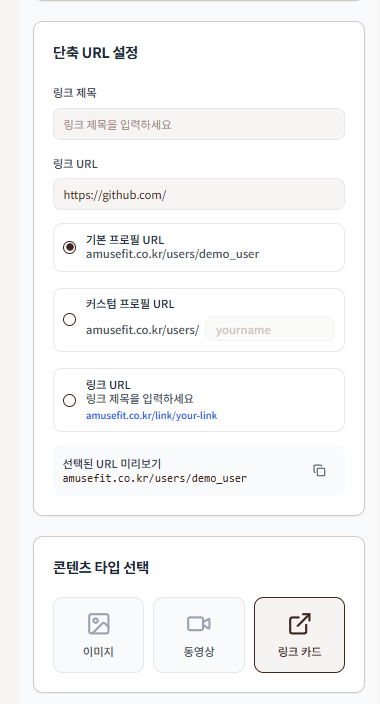 단축 URL 설정
링크 제목
링크 제목을 입력하세요
링크 URL
https://github.com/
기본 프로필 URL
amusefit.co.kr/users/demo_user
커스텀 프로필 URL
amusefit.co.kr/users/ yourname
링크 URL
링크 제목을 입력하세요
amusefit.co.kr/link/your-link
선택된 URL 미리보기
amusefit.co.kr/users/demo_user
콘텐츠 타입 선택
이미지 동영상 링크 카드